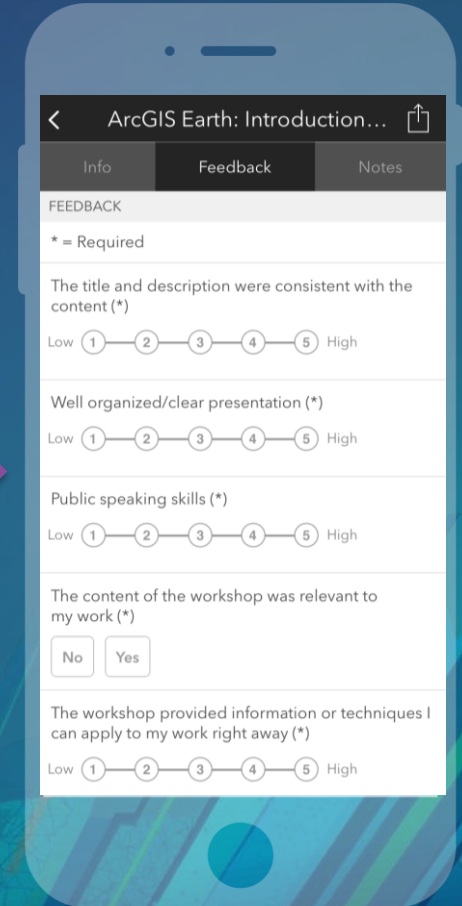 ArcGIS Earth: Introduction...
Info Feedback Notes
FEEDBACK
* = Required
The title and description were consistent with the
content (*)
Low 1 2 3 4 5 High
Well organized/clear presentation (*)
Low 1 2 3 4 5 High
Public speaking skills (*)
Low 1 2 3 4 5 High
The content of the workshop was relevant to
my work (*)
No Yes
The workshop provided information or techniques I
can apply to my work right away (*)
Low 1 2 3 4 5 High